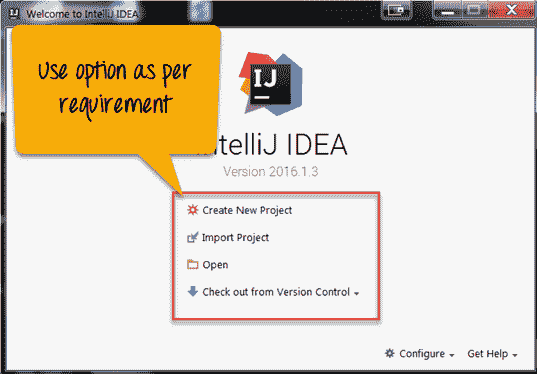 Welcome to IntelliJ IDEA
Use option as per
requirement
IJ
IntelliJ IDEA
Version 2016.1.3
Create New Project
Import Project
Open
Check out from Version Control
Configure
Get Help